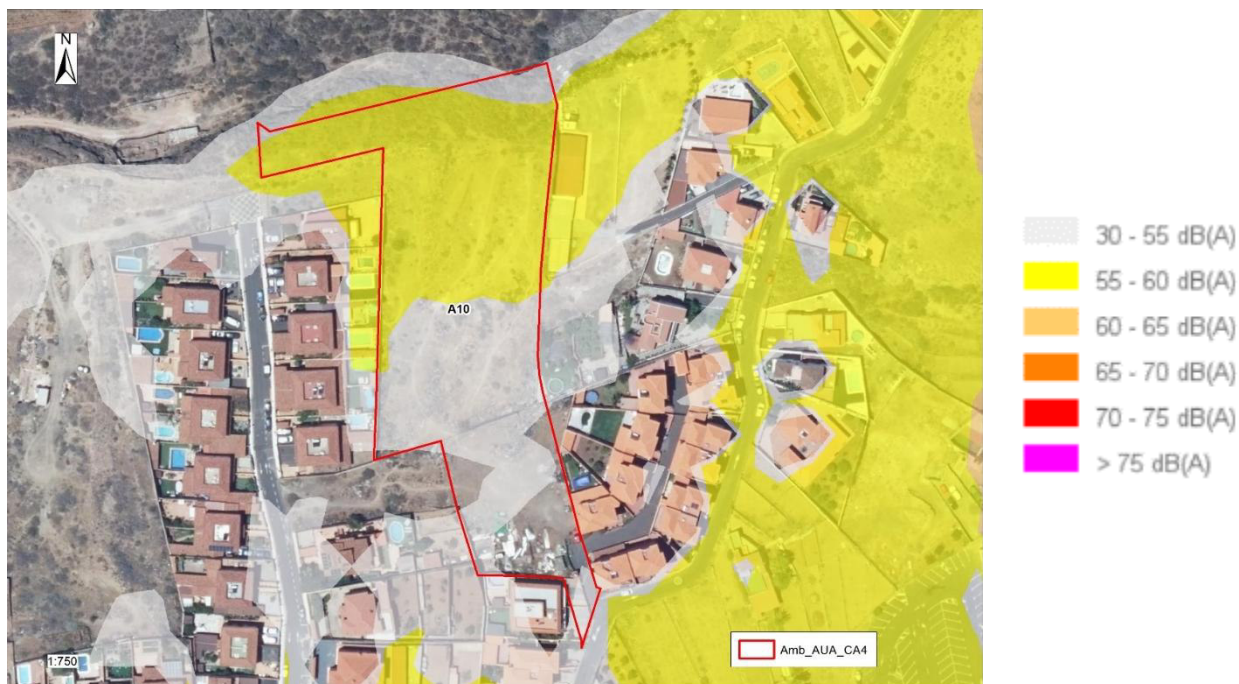 N
A10
1:750
Amb_AUA_CA4
30 - 55 dB(A)
55 - 60 dB(A)
60 - 65 dB(A)
65 - 70 dB(A)
70 - 75 dB(A)
> 75 dB(A)